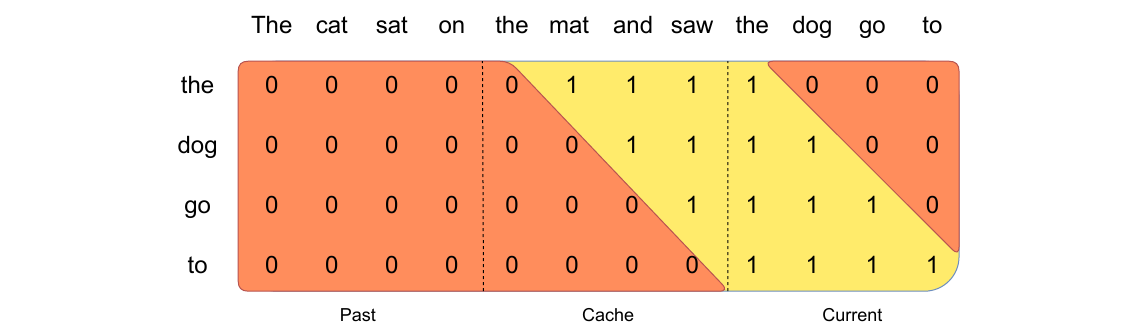 The cat sat on the mat and saw the dog go to
the 0 0 0 0 0 1 1 1 1 0 0 0
dog 0 0 0 0 0 0 1 1 1 1 0 0
go 0 0 0 0 0 0 0 1 1 1 1 0
to 0 0 0 0 0 0 0 0 1 1 1 1
Past Cache Current